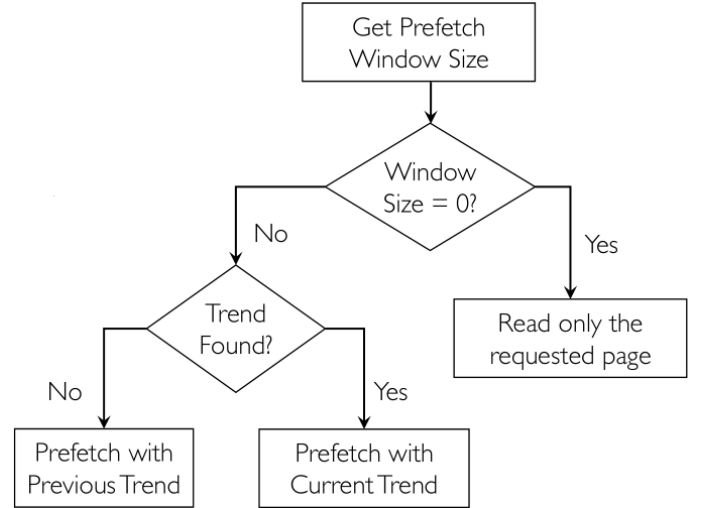 Get Prefetch
Window Size
Window
Size = 0?
No
Yes
Trend
Found?
Read only the
requested page
No
Yes
Prefetch with
Previous Trend
Prefetch with
Current Trend